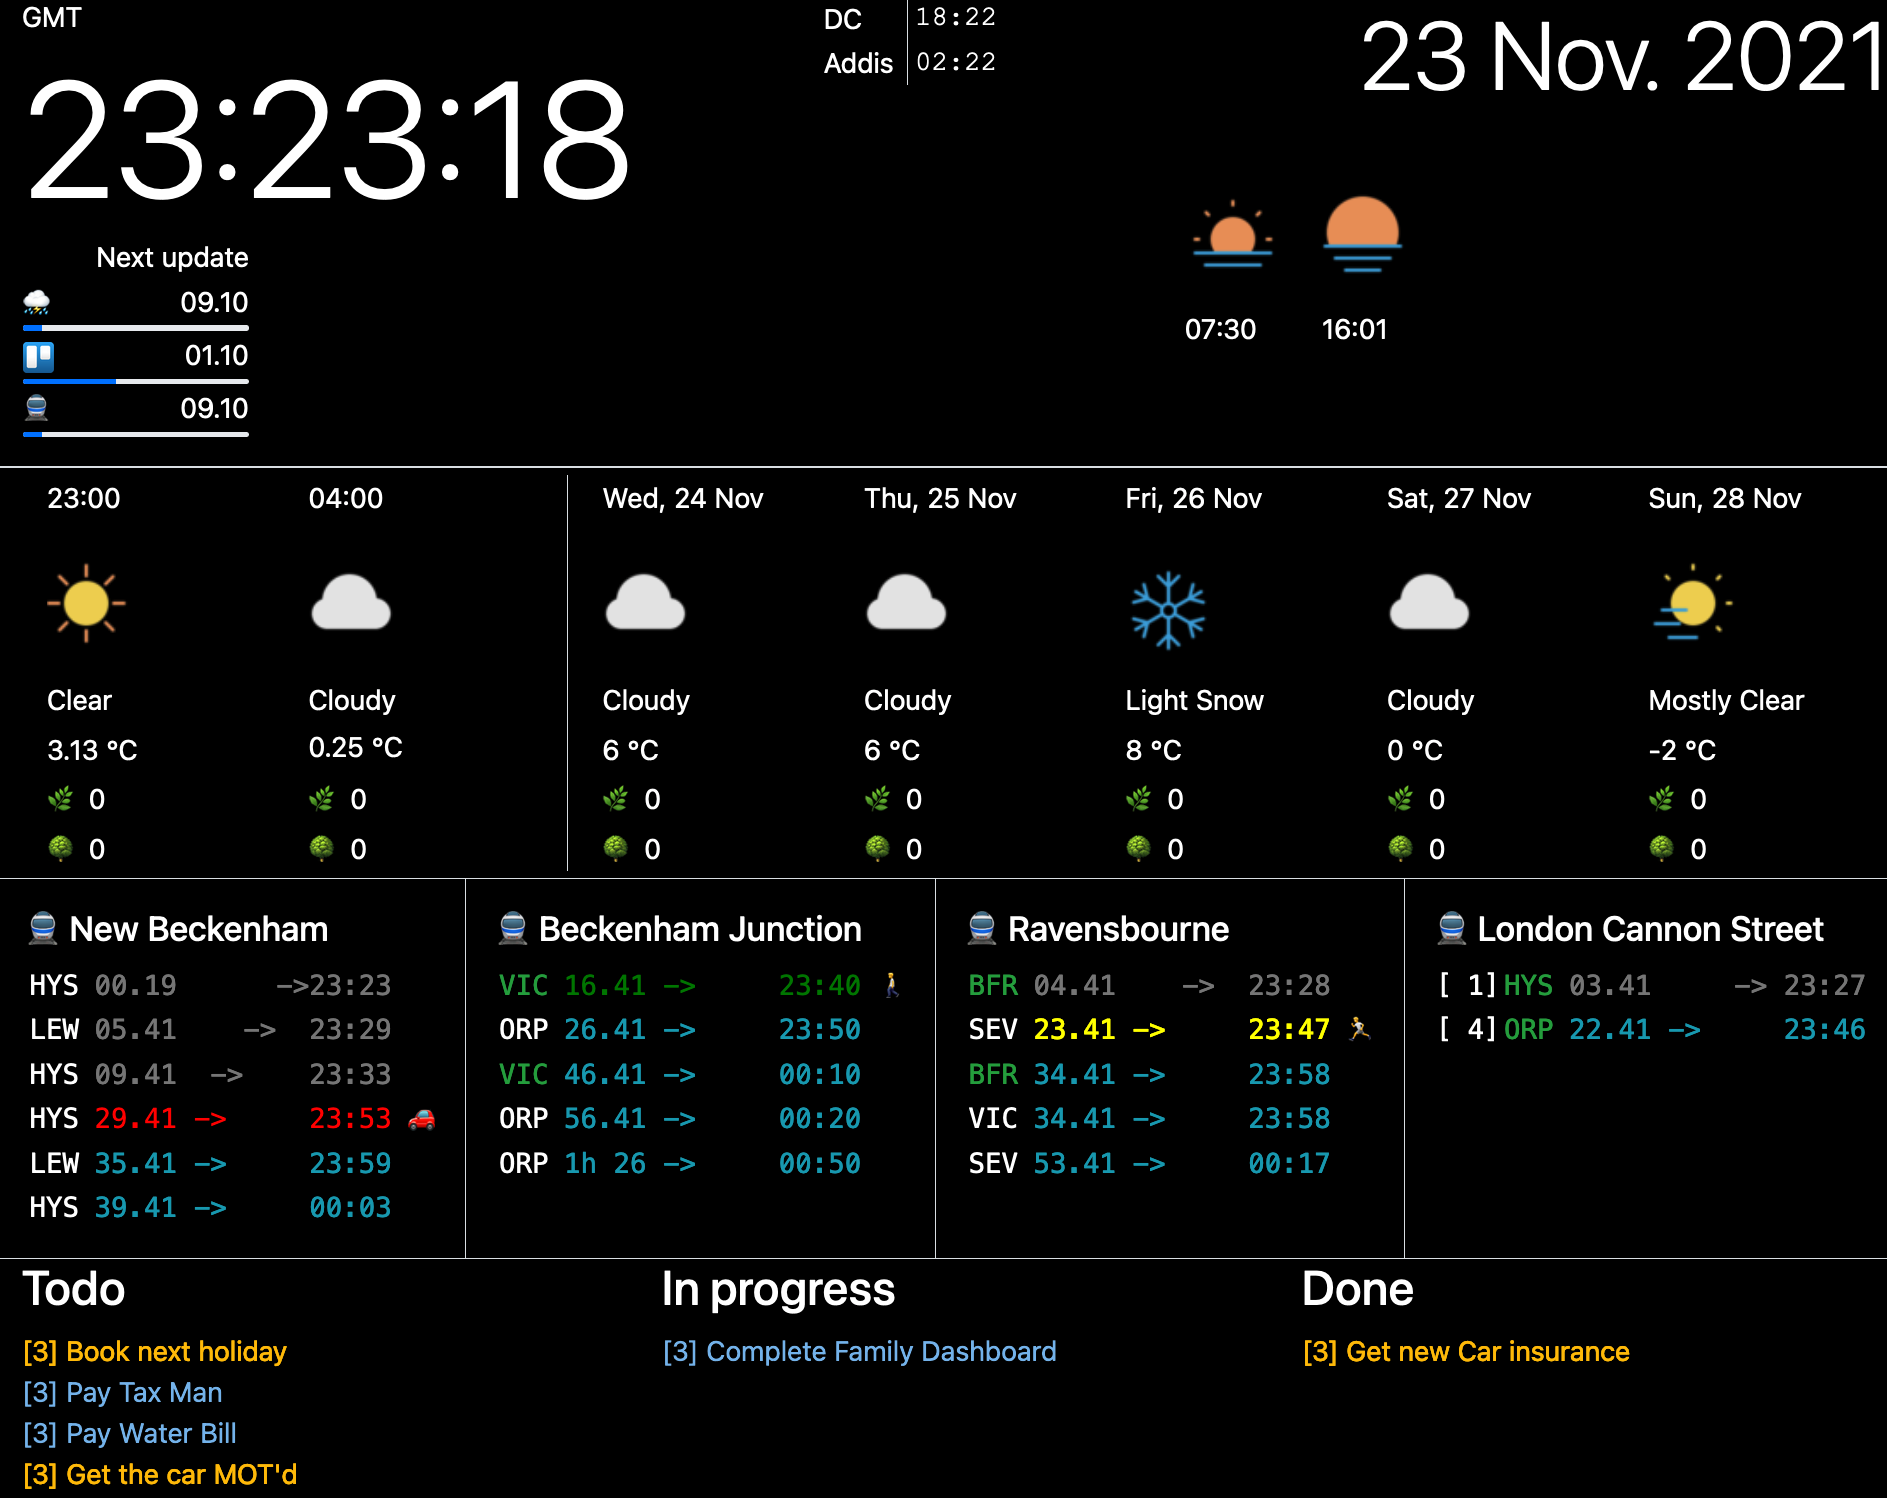 GMT
23:23:18
DC 18:22
Addis 02:22
23 Nov. 2021
Next update
09.10
01.10
09.10
07:30 16:01
23:00 04:00 Wed, 24 Nov Thu, 25 Nov Fri, 26 Nov Sat, 27 Nov Sun, 28 Nov
Clear Cloudy Cloudy Cloudy Light Snow Cloudy Mostly Clear
3.13 °C 0.25 °C 6 °C 6 °C 8 °C 0 °C -2 °C
0 0 0 0 0 0 0
0 0 0 0 0 0 0
New Beckenham
HYS 00.19 —>23:23
LEW 05.41 —> 23:29
HYS 09.41 —> 23:33
HYS 29.41 —> 23:53
LEW 35.41 —> 23:59
HYS 39.41 —> 00:03
Beckenham Junction
VIC 16.41 —> 23:40
ORP 26.41 —> 23:50
VIC 46.41 —> 00:10
ORP 56.41 —> 00:20
ORP 1h 26 —> 00:50
Ravensbourne
BFR 04.41 —> 23:28
SEV 23.41 —> 23:47
BFR 34.41 —> 23:58
VIC 34.41 —> 23:58
SEV 53.41 —> 00:17
London Cannon Street
[ 1]HYS 03.41 —> 23:27
[ 4]ORP 22.41 —> 23:46
Todo
[3] Book next holiday
[3] Pay Tax Man
[3] Pay Water Bill
[3] Get the car MOT'd
In progress
[3] Complete Family Dashboard
Done
[3] Get new Car insurance